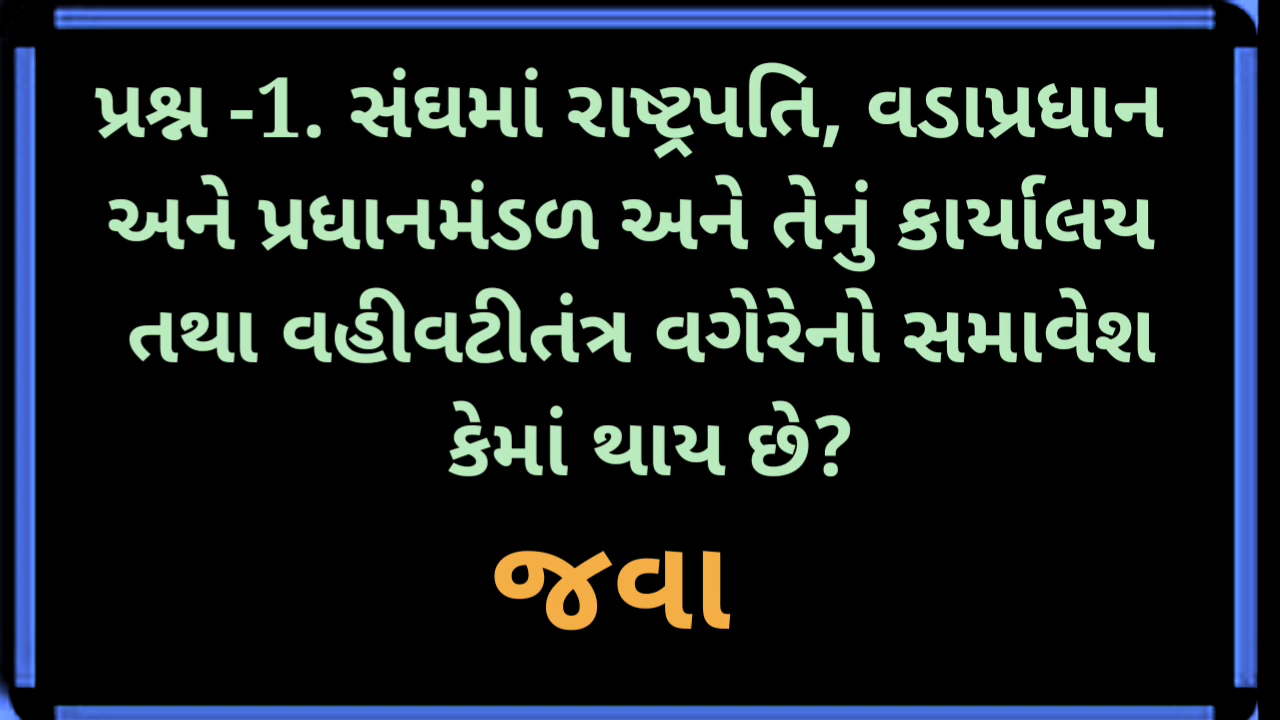 પ્રશ્ન -1. સંઘમાં રાષ્ટ્રપતિ, વડાપ્રધાન
અને પ્રધાનમંડળ અને તેનું કાર્યાલય
તથા વહીવટીતંત્ર વગેરેનો સમાવેશ
કેમાં થાય છે?
જવા